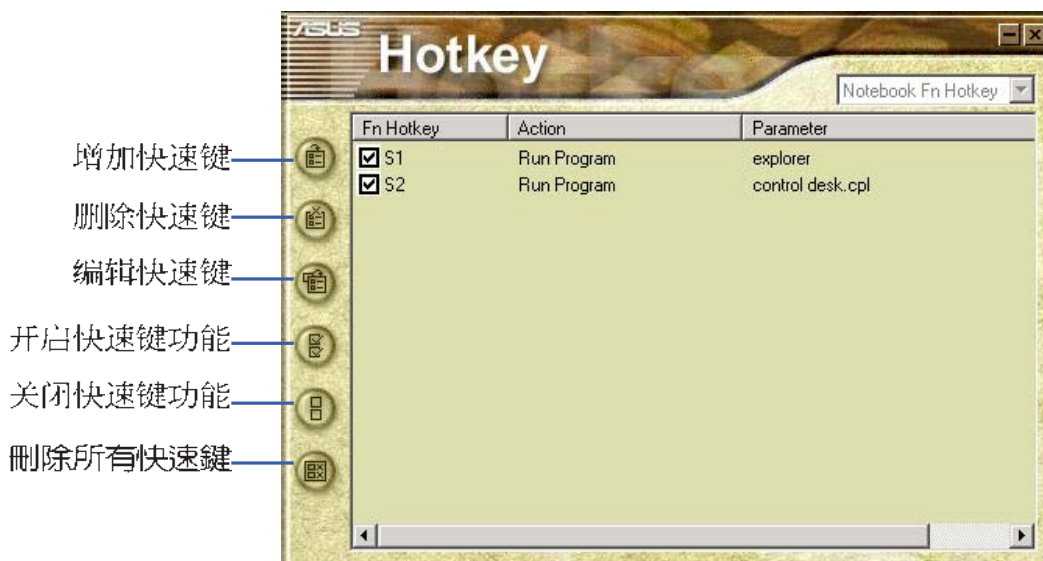 ASUS
Hotkey
Notebook Fn Hotkey
Fn Hotkey Action Parameter
S1 Run Program explorer
S2 Run Program control desk.cpl
增加快速键
删除快速键
编辑快速键
开启快速键功能
关闭快速键功能
刪除所有快速鍵